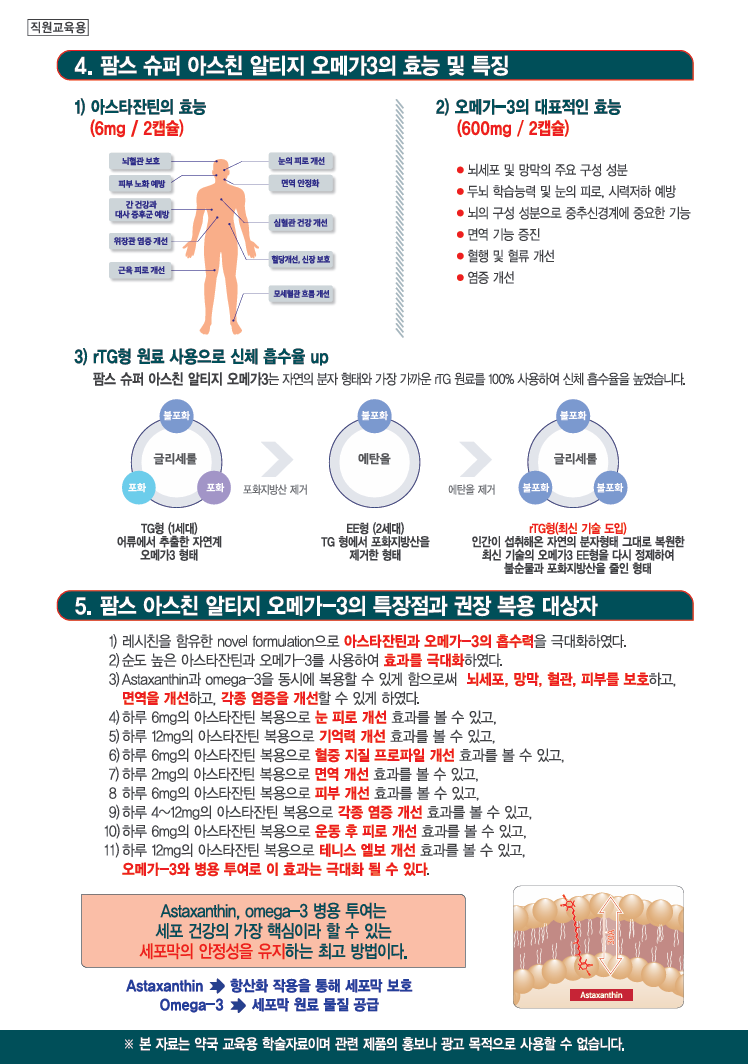 직원교육용
4. 팜스 슈퍼 아스친 알티지 오메가3의 효능 및 특징
1) 아스타잔틴의 효능
(6mg / 2캡슐)
뇌혈관 보호
피부 노화 예방
간 건강과
대사 증후군 예방
위장관 염증 개선
근육 피로 개선
눈의 피로 개선
면역 안정화
심혈관 건강 개선
혈당개선, 신장 보호
모세혈관 흐름 개선
2) 오메가-3의 대표적인 효능
(600mg / 2캡슐)
● 뇌세포 및 망막의 주요 구성 성분
● 두뇌 학습능력 및 눈의 피로, 시력저하 예방
● 뇌의 구성 성분으로 중추신경계에 중요한 기능
● 면역 기능 증진
● 혈행 및 혈류 개선
● 염증 개선
3) rTG형 원료 사용으로 신체 흡수율 up
팜스 슈퍼 아스친 알티지 오메가3는 자연의 분자 형태와 가장 가까운 rTG 원료를 100% 사용하여 신체 흡수율을 높였습니다.
불포화
글리세롤
포화
포화
포화지방산 제거
불포화
에탄올
에탄올 제거
불포화
글리세롤
불포화
불포화
TG형 (1세대)
어류에서 추출한 자연계
오메가3 형태
EE형 (2세대)
TG 형에서 포화지방산을
제거한 형태
rTG형(최신 기술 도입)
인간이 섭취해온 자연의 분자형태 그대로 복원한
최신 기술의 오메가3 EE형을 다시 정제하여
불순물과 포화지방산을 줄인 형태
5. 팜스 아스친 알티지 오메가-3의 특장점과 권장 복용 대상자
1) 레시친을 함유한 novel formulation으로 아스타잔틴과 오메가-3의 흡수력을 극대화하였다.
2) 순도 높은 아스타잔틴과 오메가-3를 사용하여 효과를 극대화하였다.
3) Astaxanthin과 omega-3을 동시에 복용할 수 있게 함으로써 뇌세포, 망막, 혈관, 피부를 보호하고,
면역을 개선하고, 각종 염증을 개선할 수 있게 하였다.
4) 하루 6mg의 아스타잔틴 복용으로 눈 피로 개선 효과를 볼 수 있고,
5) 하루 12mg의 아스타잔틴 복용으로 기억력 개선 효과를 볼 수 있고,
6) 하루 6mg의 아스타잔틴 복용으로 혈중 지질 프로파일 개선 효과를 볼 수 있고,
7) 하루 2mg의 아스타잔틴 복용으로 면역 개선 효과를 볼 수 있고,
8 하루 6mg의 아스타잔틴 복용으로 피부 개선 효과를 볼 수 있고,
9) 하루 4~12mg의 아스타잔틴 복용으로 각종 염증 개선 효과를 볼 수 있고,
10) 하루 6mg의 아스타잔틴 복용으로 운동 후 피로 개선 효과를 볼 수 있고,
11) 하루 12mg의 아스타잔틴 복용으로 테니스 엘보 개선 효과를 볼 수 있고,
오메가-3와 병용 투여로 이 효과는 극대화 될 수 있다.
Astaxanthin, omega-3 병용 투여는
세포 건강의 가장 핵심이라 할 수 있는
세포막의 안정성을 유지하는 최고 방법이다.
Astaxanthin ➡ 항산화 작용을 통해 세포막 보호
Omega-3 ➡ 세포막 원료 물질 공급
Astaxanthin
※ 본 자료는 약국 교육용 학술자료이며 관련 제품의 홍보나 광고 목적으로 사용할 수 없습니다.